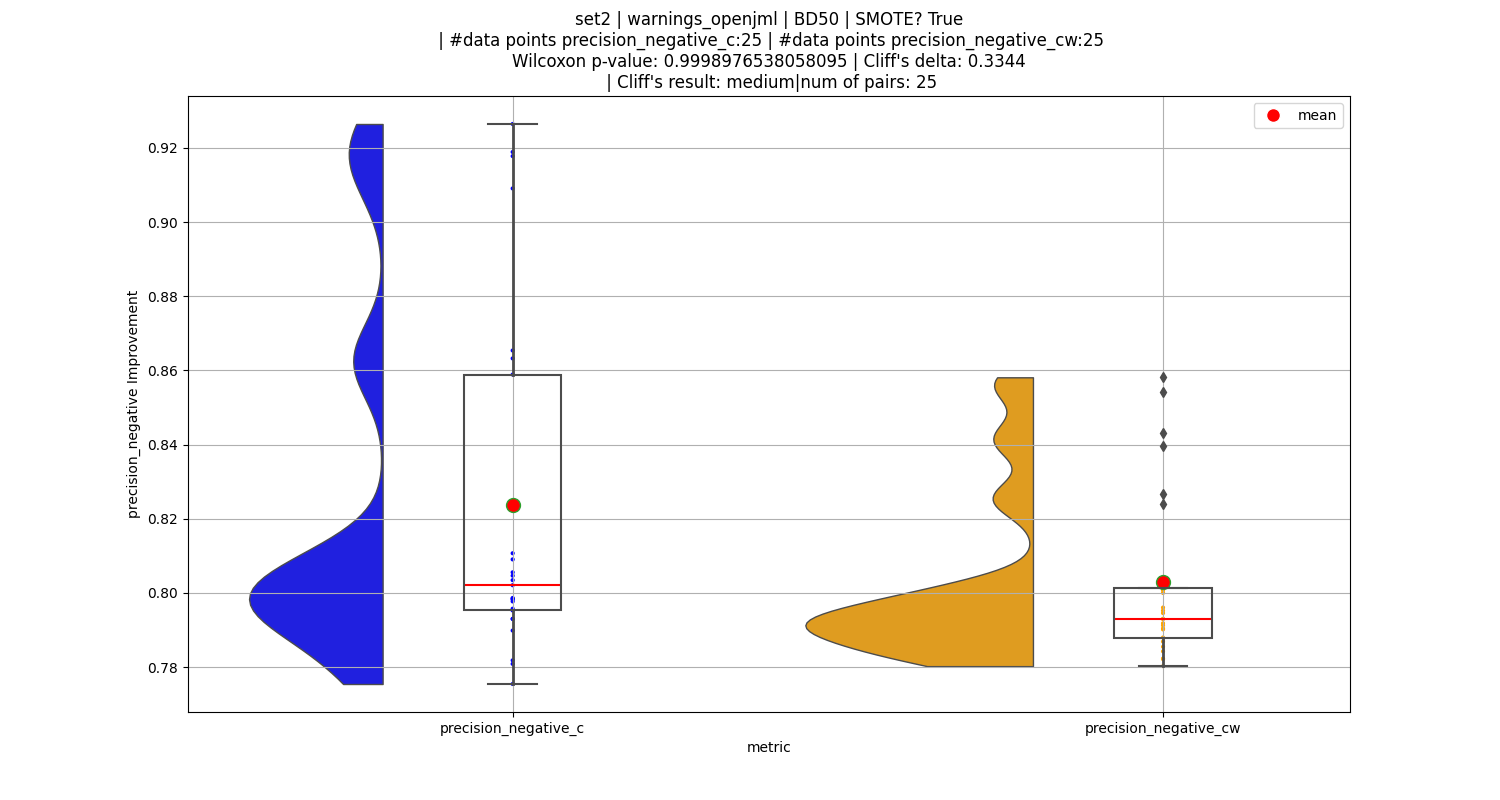 set2 | warnings_openjml | BD50 | SMOTE? True
| #data points precision_negative_c:25 | #data points precision_negative_cw:25
Wilcoxon p-value: 0.9998976538058095 | Cliff's delta: 0.3344
| Cliff's result: medium|num of pairs: 25
mean
0.92
0.90
0.88
0.86
0.84
0.82
0.80
0.78
precision_negative Improvement
precision_negative_c
precision_negative_cw
metric